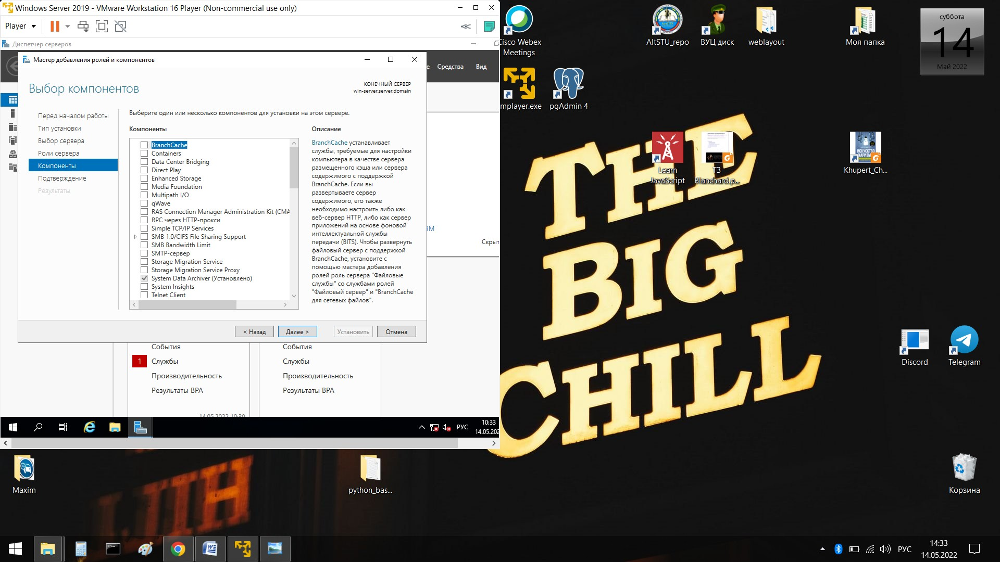 Windows Server 2019 - VMware Workstation 16 Player (Non-commercial use only)
Player
Диспетчер серверов
Мастер добавления ролей и компонентов
Средства
Вид
Выбор компонентов
КОНЕЧНЫЙ СЕРВЕР
win-server.server.domain
Перед началом работы
Тип установки
Выбор сервера
Роли сервера
Компоненты
Подтверждение
Результаты
Выберите один или несколько компонентов для установки на этом сервере.
Компоненты
BranchCache
Containers
Data Center Bridging
Direct Play
Enhanced Storage
Media Foundation
Multipath I/O
qWave
RAS Connection Manager Administration Kit (CMA
RPC через HTTP-прокси
Simple TCP/IP Services
SMB 1.0/CIFS File Sharing Support
SMB Bandwidth Limit
SMTP-сервер
Storage Migration Service
Storage Migration Service Proxy
System Data Archiver (Установлено)
System Insights
Telnet Client
Описание
BranchCache устанавливает
службы, требуемые для настройки
компьютера в качестве сервера
размещенного кэша или сервера
содержимого с поддержкой
BranchCache. Если вы
развертываете сервер
содержимого, его также
необходимо настроить либо как
веб-сервер HTTP, либо как сервер
приложений на основе фоновой
интеллектуальной службы
передачи (BITS). Чтобы развернуть
файловый сервер с поддержкой
BranchCache, установите с
помощью мастера добавления
ролей роль сервера "Файловые
службы" со службами ролей
"Файловый сервер" и "BranchCache
для сетевых файлов".
< Назад
Далее >
Установить
Отмена
Скрыт
События
1 Службы
Производительность
Результаты BPA
14.05.2022 10:30
События
Службы
Производительность
Результаты BPA
РУС
10:33
14.05.202
isco Webex
Meetings
mplayer.exe
pgAdmin 4
AltSTU_repo
ВУЦ диск
weblayout
Моя папка
суббота
14
Май 2022
Learn
JavaScript
T3
Blanchard.p...
ИСКУССТВО
ХАРИЗМЫ
Khupert_Ch...
THE
BIG
CHILL
Discord
Telegram
Maxim
python_bas...
Корзина
РУС
14:33
14.05.2022